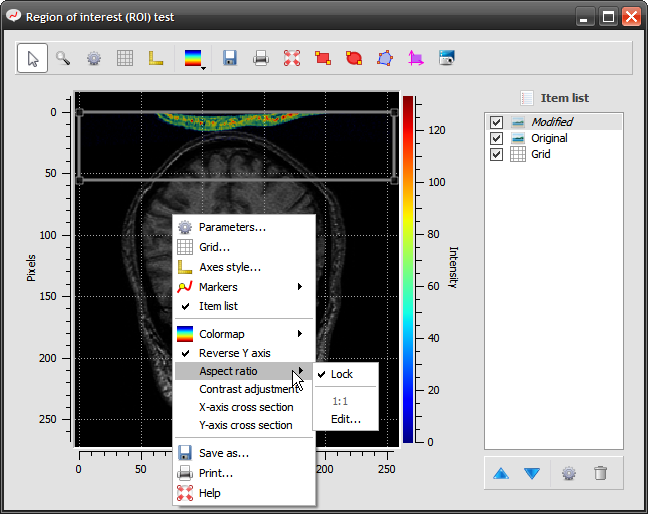 Region of interest (ROI) test
Item list
Modified
Original
Grid
0
50
100
150
200
250
Pixels
0
50
200
250
120
100
80
60
40
20
0
Intensity
Parameters...
Grid...
Axes style...
Markers
Item list
Colormap
Reverse Y axis
Aspect ratio
Contrast adjustment
X-axis cross section
Y-axis cross section
Save as...
Print...
Help
Lock
1:1
Edit...